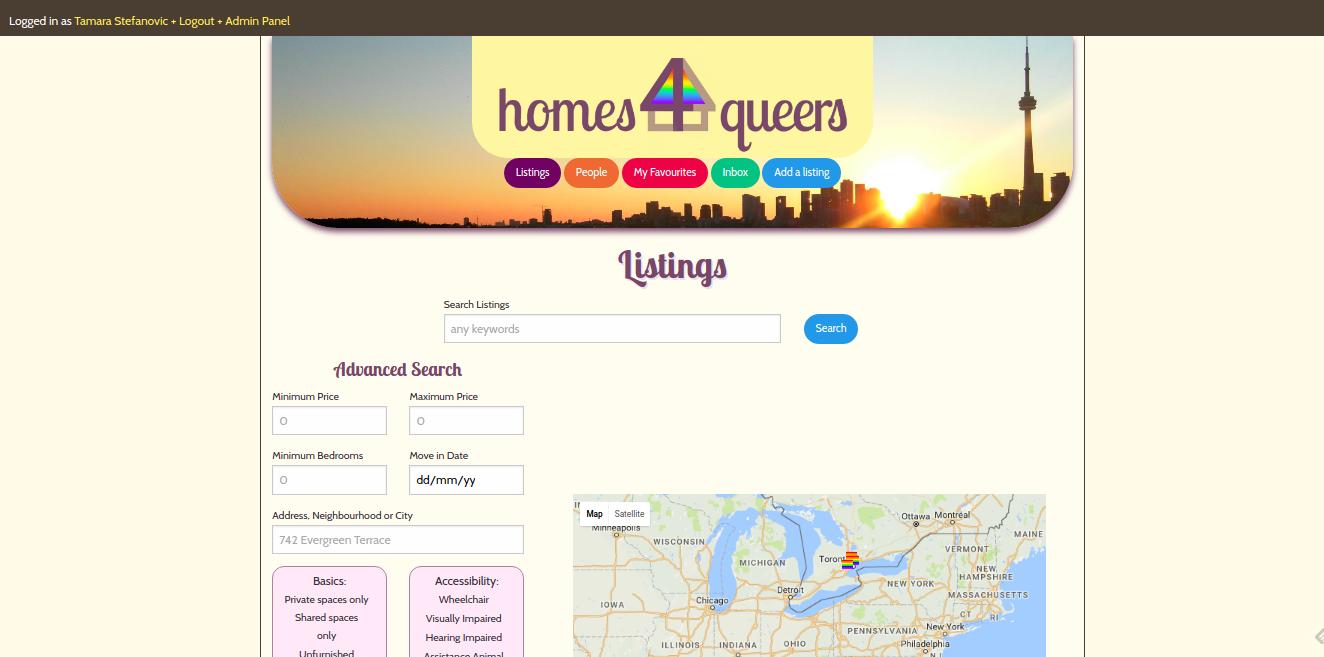 Logged in as Tamara Stefanovic + Logout + Admin Panel
homes 4 queers
Listings People My Favourites Inbox Add a listing
Listings
Search Listings
any keywords Search
Advanced Search
Minimum Price Maximum Price
0 0
Minimum Bedrooms Move in Date
0 dd/mm/yy
Address, Neighbourhood or City
742 Evergreen Terrace
Basics:
Private spaces only
Shared spaces
only
Unfurnished
Accessibility:
Wheelchair
Visually Impaired
Hearing Impaired
Assistance Animal
Map Satellite
Minneapolis
Ottawa Montréal
MAINE
WISCONSIN
VERMONT
MICHIGAN
Toront
NEW
HAMPSHIRE
NEW YORK
MASSACHUSETTS
Detroit
Chicago
IOWA
CT RI
PENNSYLVANIA
New York
ILLINOIS INDIANA OHIO
Philadelphia